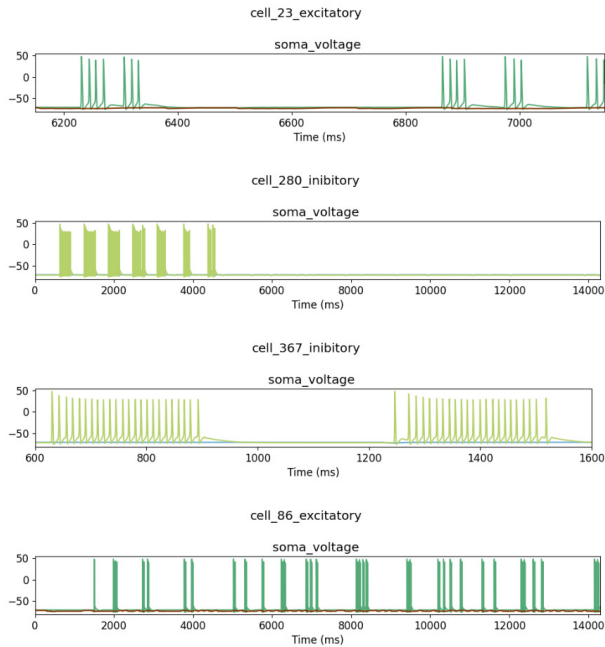 cell_23_excitatory
soma_voltage
50
0
−50
6200 6400 6600 6800 7000
Time (ms)
cell_280_inibitory
soma_voltage
50
0
−50
0 2000 4000 6000 8000 10000 12000 14000
Time (ms)
cell_367_inibitory
soma_voltage
50
0
−50
600 800 1000 1200 1400 1600
Time (ms)
cell_86_excitatory
soma_voltage
50
0
−50
0 2000 4000 6000 8000 10000 12000 14000
Time (ms)